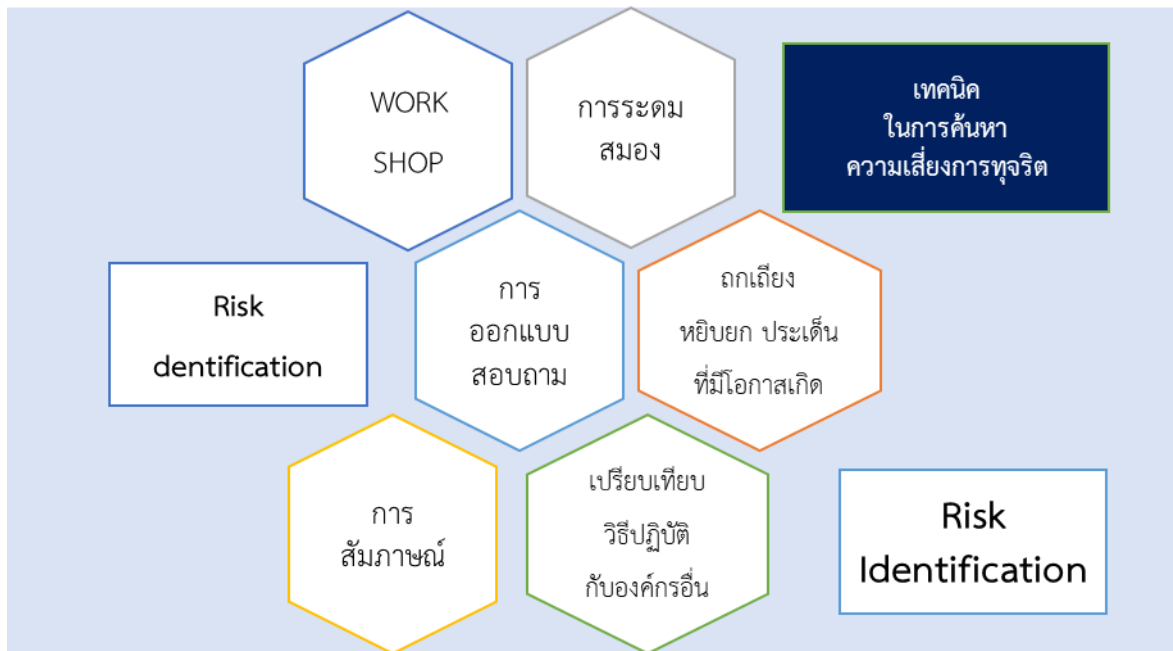 WORK
SHOP
การระดม
สมอง
เทคนิค
ในการค้นหา
ความเสี่ยงการทุจริต
Risk
dentification
การ
ออกแบบ
สอบถาม
ถกเถียง
หยิบยก ประเด็น
ที่มีโอกาสเกิด
การ
สัมภาษณ์
เปรียบเทียบ
วิธีปฏิบัติ
กับองค์กรอื่น
Risk
Identification